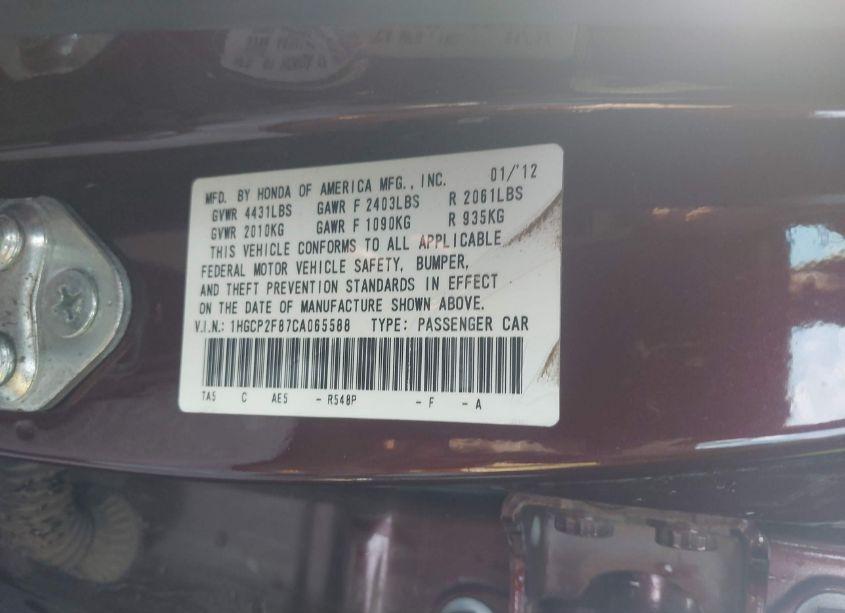 MFD. BY HONDA OF AMERICA MFG., INC. 01/'12
GVWR 4431LBS GAWR F 2403LBS R 2061LBS
GVWR 2010KG GAWR F 1090KG R 935KG
THIS VEHICLE CONFORMS TO ALL APPLICABLE
FEDERAL MOTOR VEHICLE SAFETY, BUMPER,
AND THEFT PREVENTION STANDARDS IN EFFECT
ON THE DATE OF MANUFACTURE SHOWN ABOVE.
V.I.N.: 1HGCP2F87CA065588 TYPE: PASSENGER CAR
TA5 C AE5 - R548P - F - A